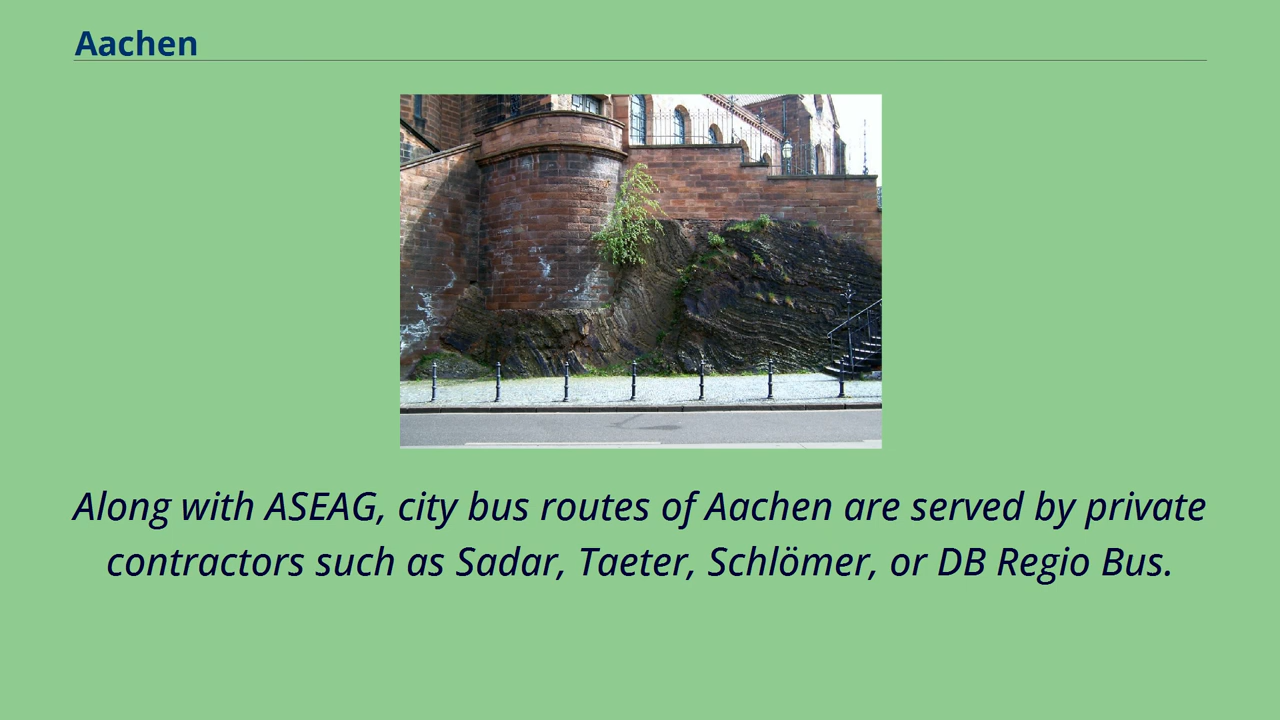 Aachen
Along with ASEAG, city bus routes of Aachen are served by private
contractors such as Sadar, Taeter, Schlömer, or DB Regio Bus.